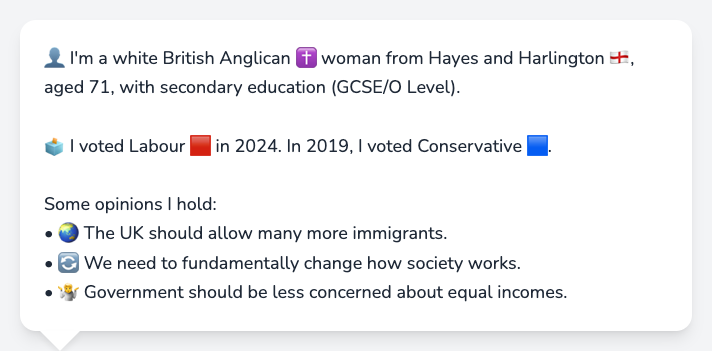 👤 I'm a white British Anglican ✝️ woman from Hayes and Harlington 🏴󠁧󠁢󠁥󠁮󠁧󠁿,
aged 71, with secondary education (GCSE/O Level).
🗳️ I voted Labour 🟥 in 2024. In 2019, I voted Conservative 🟦.
Some opinions I hold:
• 🌏 The UK should allow many more immigrants.
• 🔄 We need to fundamentally change how society works.
• 🤷 Government should be less concerned about equal incomes.